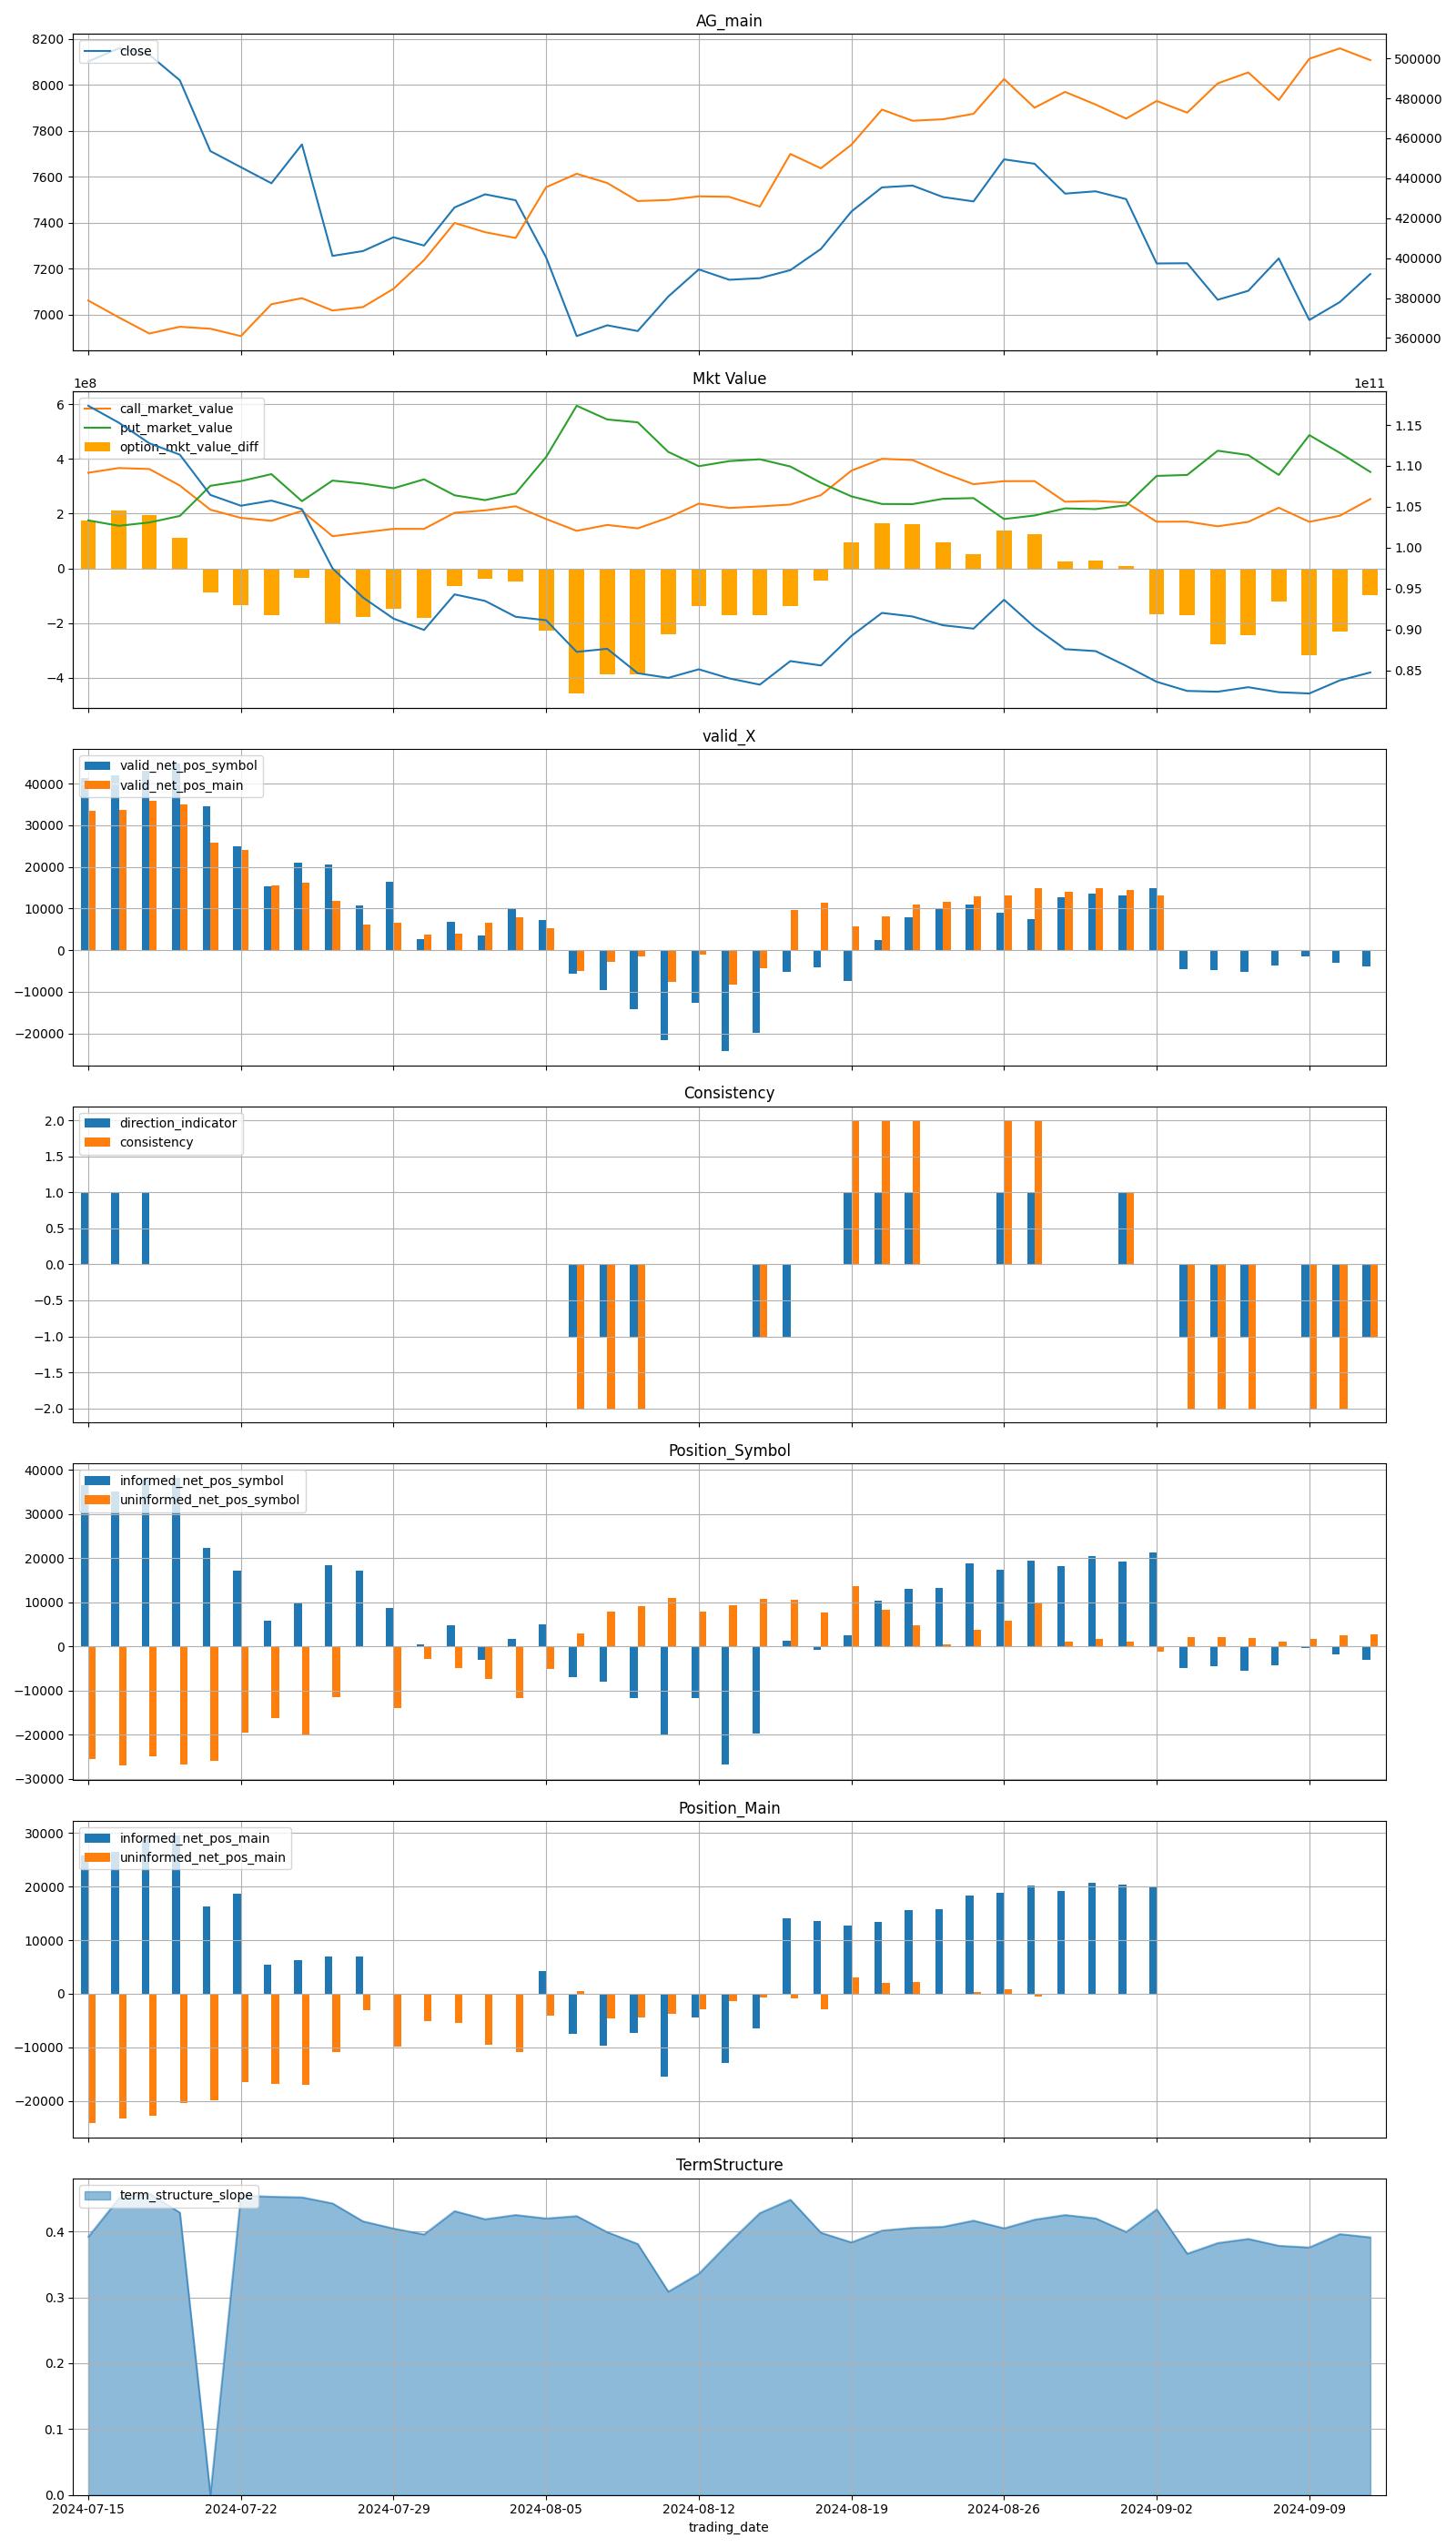 AG_main
close
8200
8000
7800
7600
7400
7200
7000
500000
480000
460000
440000
420000
400000
380000
360000
Mkt Value
1e8
1e11
call_market_value
put_market_value
option_mkt_value_diff
6
4
2
0
−2
−4
1.15
1.10
1.05
1.00
0.95
0.90
0.85
valid_X
valid_net_pos_symbol
valid_net_pos_main
40000
30000
20000
10000
0
−10000
−20000
Consistency
direction_indicator
consistency
2.0
1.5
1.0
0.5
0.0
−0.5
−1.0
−1.5
−2.0
Position_Symbol
informed_net_pos_symbol
uninformed_net_pos_symbol
40000
30000
20000
10000
0
−10000
−20000
−30000
Position_Main
informed_net_pos_main
uninformed_net_pos_main
30000
20000
10000
0
−10000
−20000
TermStructure
term_structure_slope
0.4
0.3
0.2
0.1
0.0
2024-07-15 2024-07-22 2024-07-29 2024-08-05 2024-08-12 2024-08-19 2024-08-26 2024-09-02 2024-09-09
trading_date